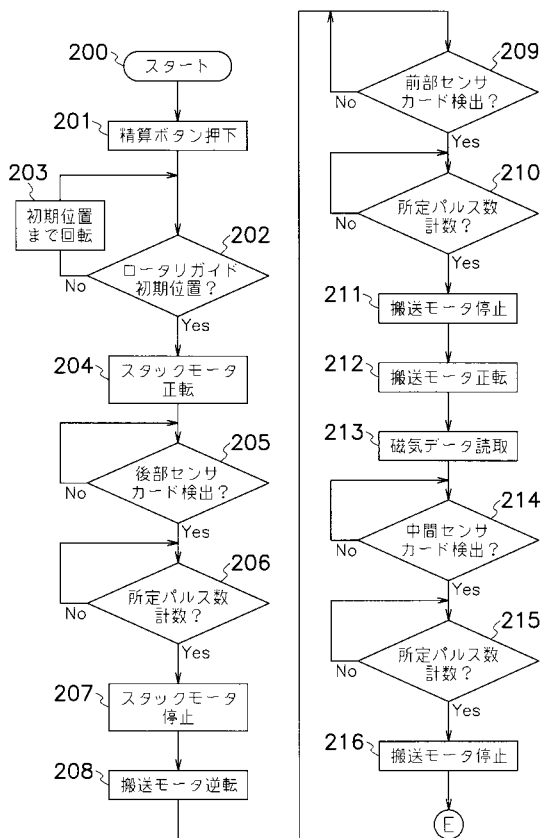 200
スタート
201
精算ボタン押下
203
初期位置
まで回転
202
ロータリガイド
初期位置?
No
Yes
204
スタックモータ
正転
205
後部センサ
カード検出?
No
Yes
206
所定パルス数
計数?
No
Yes
207
スタックモータ
停止
208
搬送モータ逆転
209
前部センサ
カード検出?
No
Yes
210
所定パルス数
計数?
No
Yes
211
搬送モータ停止
212
搬送モータ正転
213
磁気データ読取
214
中間センサ
カード検出?
No
Yes
215
所定パルス数
計数?
No
Yes
216
搬送モータ停止
E